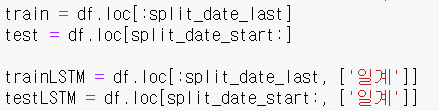 train = df.loc[:split_date_last]
test = df.loc[split_date_start:]
trainLSTM = df.loc[:split_date_last, ['일계']]
testLSTM = df.loc[split_date_start:, ['일계']]